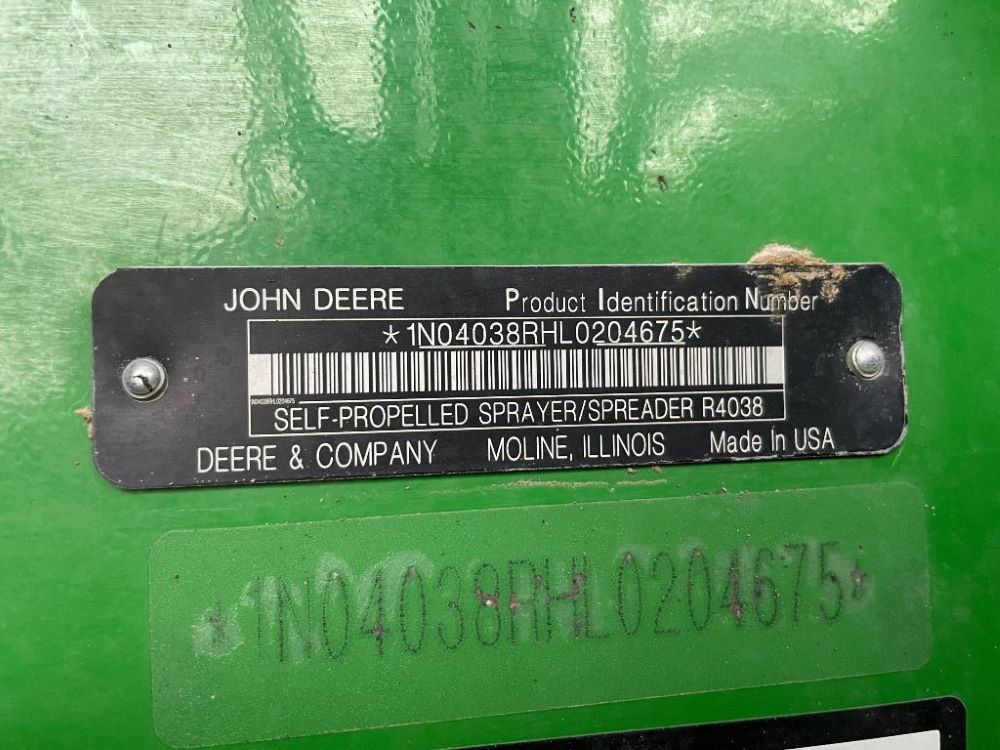 JOHN DEERE Product Identification Number
*1N04038RHL0204675*
1N04038RHL0204675
SELF-PROPELLED SPRAYER/SPREADER R4038
DEERE & COMPANY MOLINE, ILLINOIS Made In USA
*1N04038RHL0204675*